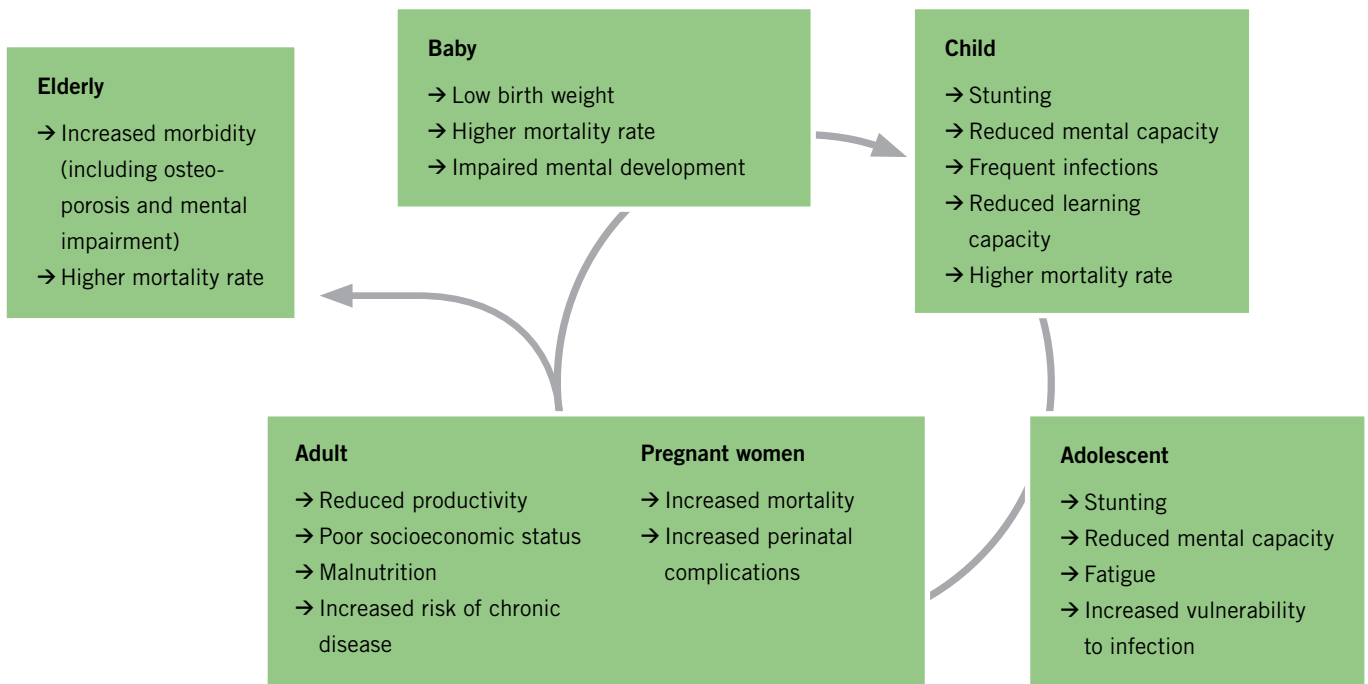 Elderly
→ Increased morbidity
(including osteo-
porosis and mental
impairment)
→ Higher mortality rate
Baby
→ Low birth weight
→ Higher mortality rate
→ Impaired mental development
Child
→ Stunting
→ Reduced mental capacity
→ Frequent infections
→ Reduced learning
capacity
→ Higher mortality rate
Adult
→ Reduced productivity
→ Poor socioeconomic status
→ Malnutrition
→ Increased risk of chronic
disease
Pregnant women
→ Increased mortality
→ Increased perinatal
complications
Adolescent
→ Stunting
→ Reduced mental capacity
→ Fatigue
→ Increased vulnerability
to infection